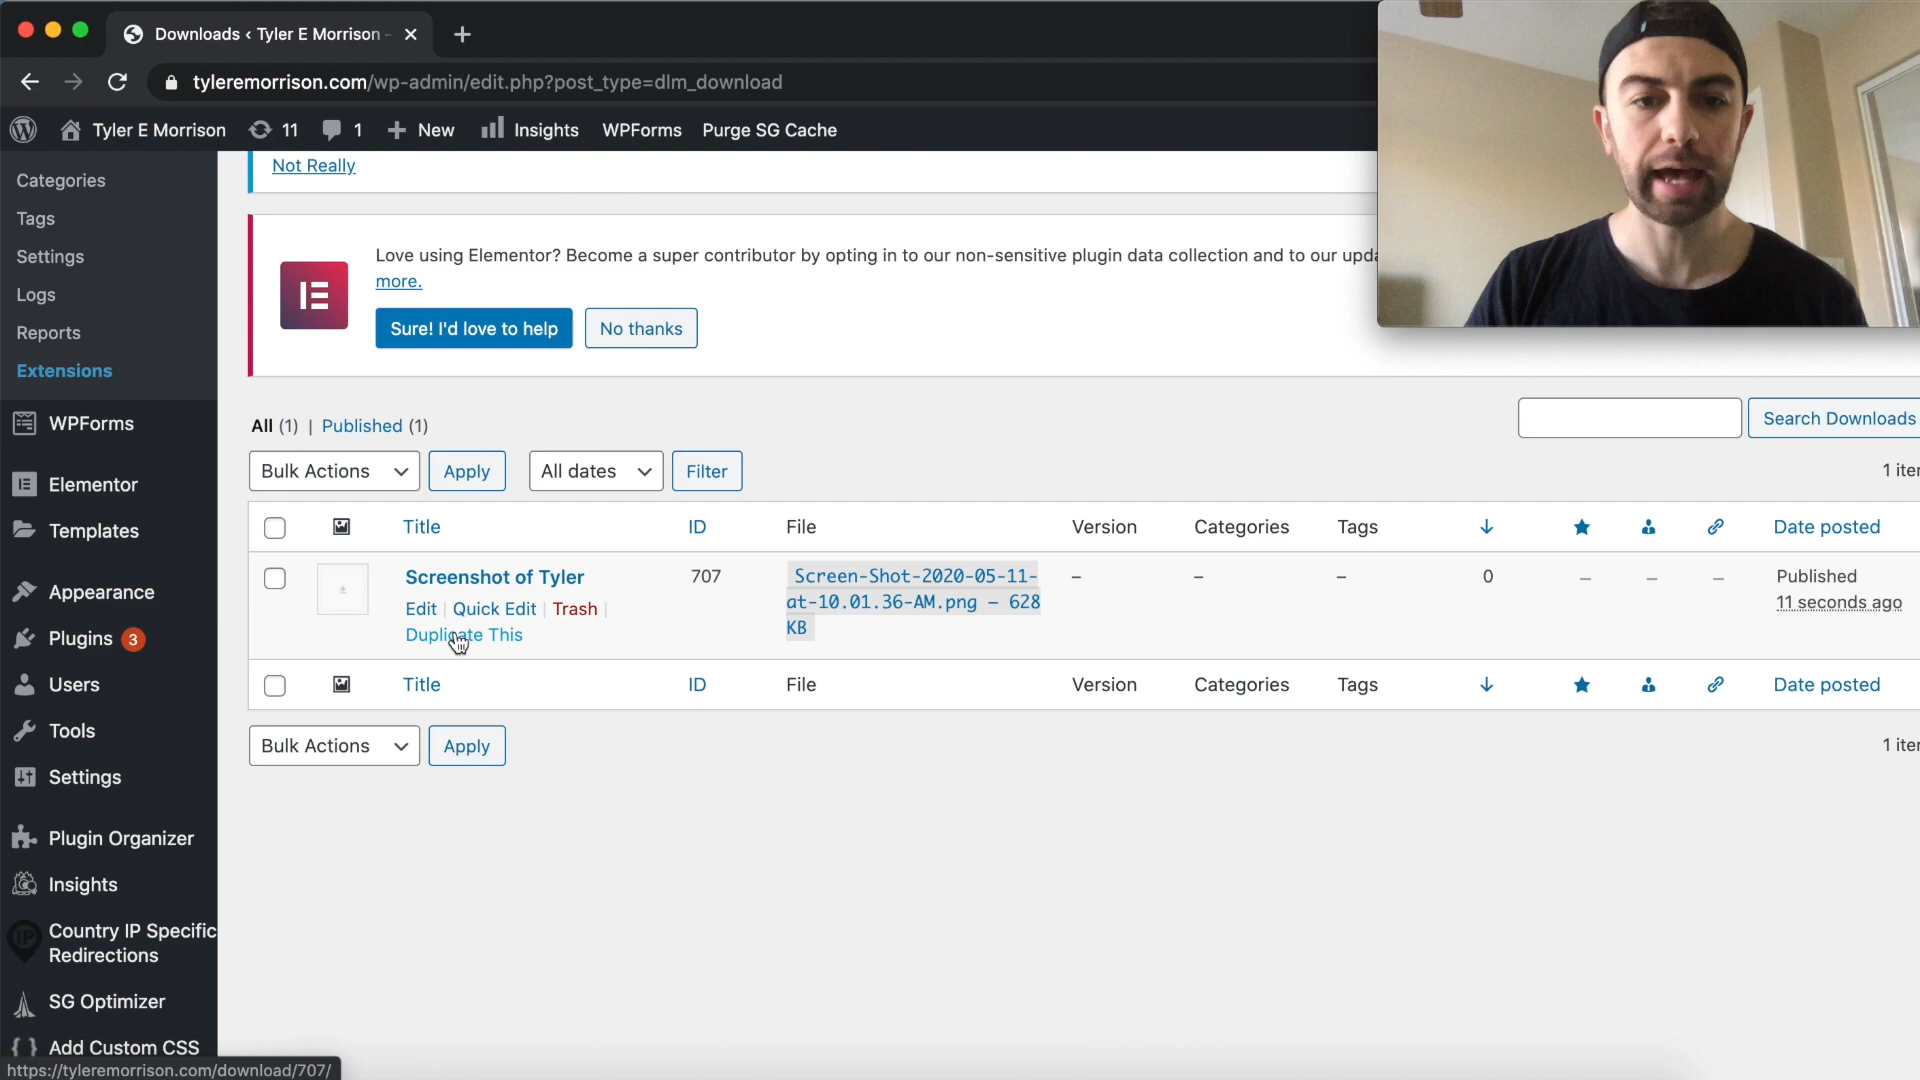 Downloads ‹ Tyler E Morrison -
tyleremorrison.com/wp-admin/edit.php?post_type=dlm_download
Tyler E Morrison 11 1 New Insights WPForms Purge SG Cache
Categories
Tags
Settings
Logs
Reports
Extensions
WPForms
Elementor
Templates
Appearance
Plugins 3
Users
Tools
Settings
Plugin Organizer
Insights
Country IP Specific
Redirections
SG Optimizer
Add Custom CSS
Not Really
Love using Elementor? Become a super contributor by opting in to our non-sensitive plugin data collection and to our upda
more.
Sure! I'd love to help No thanks
All (1) | Published (1)
Search Downloads
Bulk Actions Apply All dates Filter
1 iter
Title ID File Version Categories Tags Date posted
Screenshot of Tyler 707 Screen-Shot-2020-05-11- – – – 0 – – – Published
at-10.01.36-AM.png – 628 11 seconds ago
KB
Edit | Quick Edit | Trash |
Duplicate This
Title ID File Version Categories Tags Date posted
Bulk Actions Apply
1 iter
https://tyleremorrison.com/download/707/